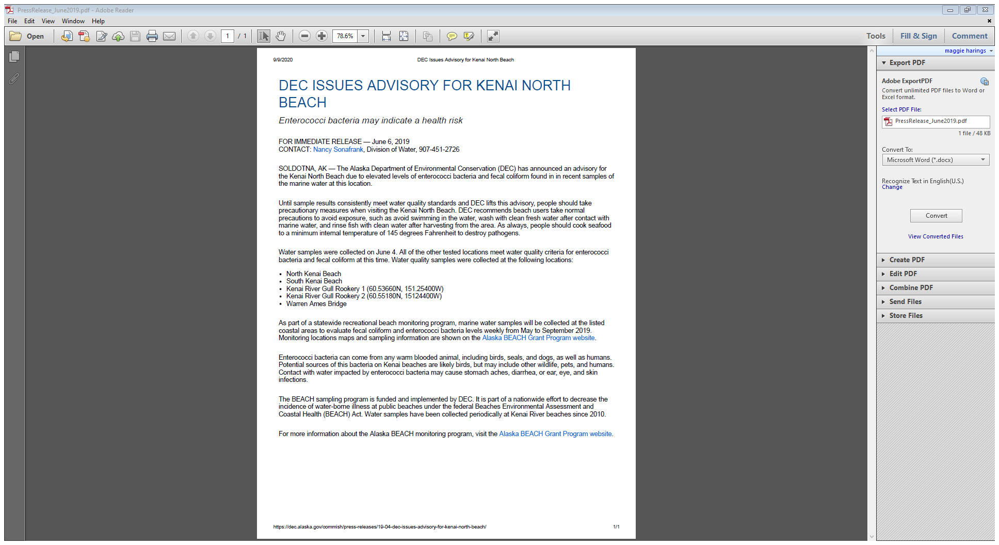 PressRelease_June2019.pdf - Adobe Reader
File Edit View Window Help
Open 1 / 1 78.6% Tools Fill & Sign Comment
9/9/2020 DEC Issues Advisory for Kenai North Beach
DEC ISSUES ADVISORY FOR KENAI NORTH
BEACH
Enterococci bacteria may indicate a health risk
FOR IMMEDIATE RELEASE — June 6, 2019
CONTACT: Nancy Sonafrank, Division of Water, 907-451-2726
SOLDOTNA, AK — The Alaska Department of Environmental Conservation (DEC) has announced an advisory for
the Kenai North Beach due to elevated levels of enterococci bacteria and fecal coliform found in in recent samples of
the marine water at this location.
Until sample results consistently meet water quality standards and DEC lifts this advisory, people should take
precautionary measures when visiting the Kenai North Beach. DEC recommends beach users take normal
precautions to avoid exposure, such as avoid swimming in the water, wash with clean fresh water after contact with
marine water, and rinse fish with clean water after harvesting from the area. As always, people should cook seafood
to a minimum internal temperature of 145 degrees Fahrenheit to destroy pathogens.
Water samples were collected on June 4. All of the other tested locations meet water quality criteria for enterococci
bacteria and fecal coliform at this time. Water quality samples were collected at the following locations:
• North Kenai Beach
• South Kenai Beach
• Kenai River Gull Rookery 1 (60.53660N, 151.25400W)
• Kenai River Gull Rookery 2 (60.55180N, 15124400W)
• Warren Ames Bridge
As part of a statewide recreational beach monitoring program, marine water samples will be collected at the listed
coastal areas to evaluate fecal coliform and enterococci bacteria levels weekly from May to September 2019.
Monitoring locations maps and sampling information are shown on the Alaska BEACH Grant Program website.
Enterococci bacteria can come from any warm blooded animal, including birds, seals, and dogs, as well as humans.
Potential sources of this bacteria on Kenai beaches are likely birds, but may include other wildlife, pets, and humans.
Contact with water impacted by enterococci bacteria may cause stomach aches, diarrhea, or ear, eye, and skin
infections.
The BEACH sampling program is funded and implemented by DEC. It is part of a nationwide effort to decrease the
incidence of water-borne illness at public beaches under the federal Beaches Environmental Assessment and
Coastal Health (BEACH) Act. Water samples have been collected periodically at Kenai River beaches since 2010.
For more information about the Alaska BEACH monitoring program, visit the Alaska BEACH Grant Program website.
https://dec.alaska.gov/commish/press-releases/19-04-dec-issues-advisory-for-kenai-north-beach/ 1/1
maggie harings
Export PDF
Adobe ExportPDF
Convert unlimited PDF files to Word or
Excel format.
Select PDF File:
PressRelease_June2019.pdf
1 file / 48 KB
Convert To:
Microsoft Word (*.docx)
Recognize Text in English(U.S.)
Change
Convert
View Converted Files
Create PDF
Edit PDF
Combine PDF
Send Files
Store Files